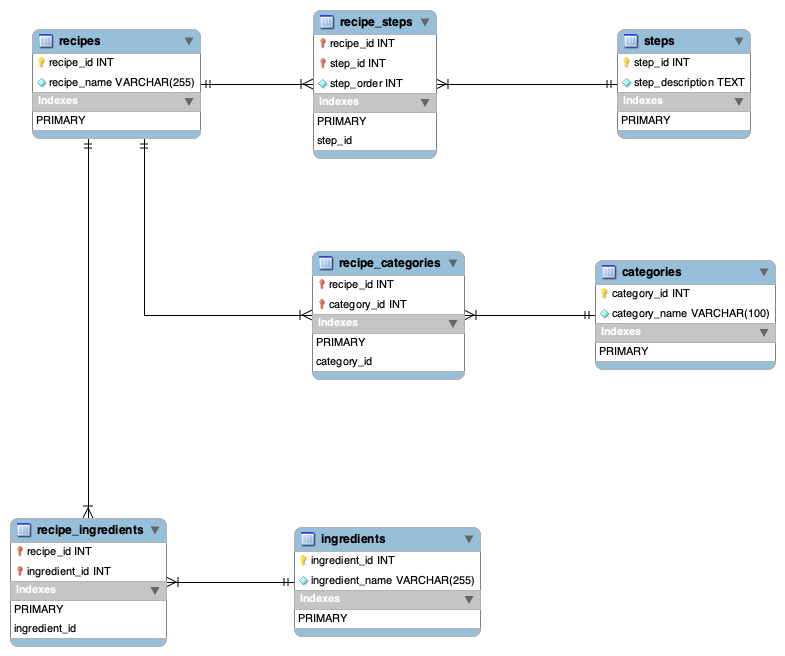 recipes
recipe_id INT
recipe_name VARCHAR(255)
Indexes
PRIMARY
recipe_steps
recipe_id INT
step_id INT
step_order INT
Indexes
PRIMARY
step_id
steps
step_id INT
step_description TEXT
Indexes
PRIMARY
recipe_categories
recipe_id INT
category_id INT
Indexes
PRIMARY
category_id
categories
category_id INT
category_name VARCHAR(100)
Indexes
PRIMARY
recipe_ingredients
recipe_id INT
ingredient_id INT
Indexes
PRIMARY
ingredient_id
ingredients
ingredient_id INT
ingredient_name VARCHAR(255)
Indexes
PRIMARY